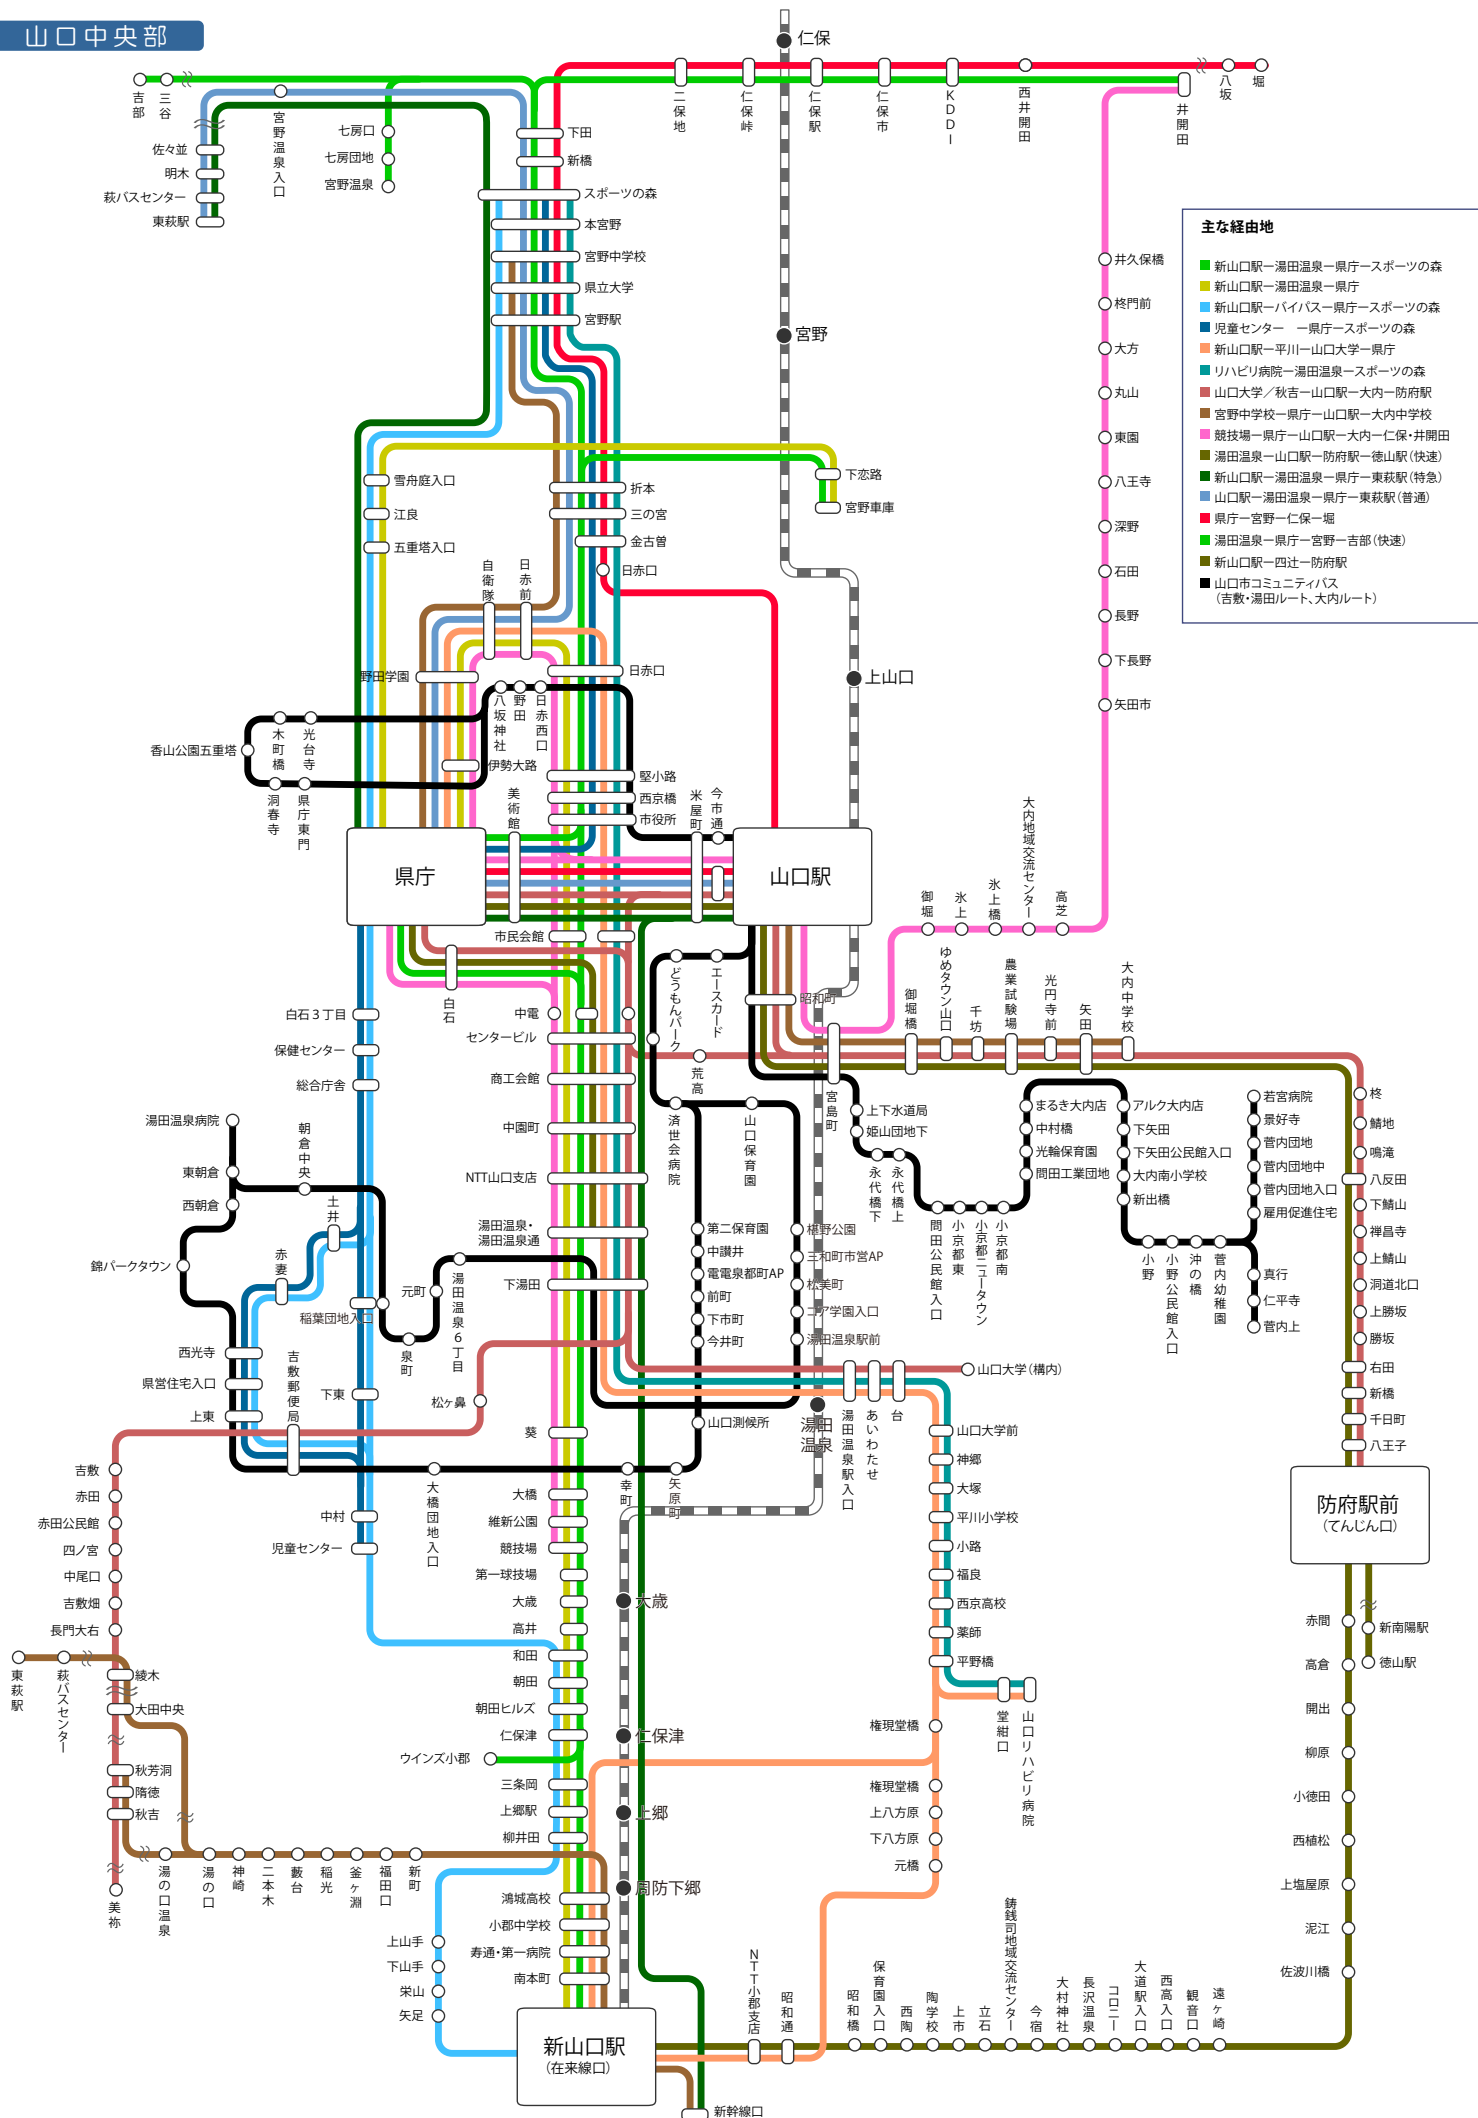 山口中央部
仁保
吉部
三谷
宮野温泉入口
七房口
七房団地
宮野温泉
佐々並
明木
萩バスセンター
東萩駅
下田
新橋
スポーツの森
本宮野
宮野中学校
県立大学
宮野駅
二保地
仁保峠
仁保駅
仁保市
KDDI
西井開田
井開田
八坂
堀
主な経由地
新山口駅ー湯田温泉ー県庁ースポーツの森
新山口駅ー湯田温泉ー県庁
新山口駅ーバイパスー県庁ースポーツの森
児童センター　ー県庁ースポーツの森
新山口駅ー平川ー山口大学ー県庁
リハビリ病院ー湯田温泉ースポーツの森
山口大学／秋吉ー山口駅ー大内ー防府駅
宮野中学校ー県庁ー山口駅ー大内中学校
競技場ー県庁ー山口駅ー大内ー仁保・井開田
湯田温泉ー山口駅ー防府駅ー徳山駅（快速）
新山口駅ー湯田温泉ー県庁ー東萩駅（特急）
山口駅ー湯田温泉ー県庁ー東萩駅（普通）
県庁ー宮野ー仁保ー堀
湯田温泉ー県庁ー宮野ー吉部（快速）
新山口駅ー四辻ー防府駅
山口市コミュニティバス
（吉敷・湯田ルート、大内ルート）
井久保橋
柊門前
大方
丸山
東園
八王寺
深野
石田
長野
下長野
矢田市
宮野
上山口
雪舟庭入口
江良
五重塔入口
折本
三の宮
金古曽
日赤口
下恋路
宮野車庫
自衛隊
日赤前
野田学園
日赤口
八坂神社
野田
日赤西口
香山公園五重塔
木町橋
光台寺
洞春寺
県庁東門
伊勢大路
堅小路
西京橋
市役所
美術館
米屋町
今市通
県庁
山口駅
御堀
氷上
氷上橋
大内地域交流センター
高芝
市民会館
白石
どうもんパーク
エースカード
昭和町
中電
センタービル
荒高
商工会館
中園町
NTT山口支店
湯田温泉・
湯田温泉通
下湯田
御堀橋
ゆめタウン山口
千坊
農業試験場
光円寺前
矢田
大内中学校
白石３丁目
保健センター
総合庁舎
湯田温泉病院
東朝倉
西朝倉
朝倉中央
土井
赤妻
錦パークタウン
稲葉団地入口
元町
泉町
湯田温泉６丁目
西光寺
県営住宅入口
上東
吉敷郵便局
下東
松ヶ鼻
済世会病院
山口保育園
宮島町
上下水道局
姫山団地下
永代橋下
永代橋上
問田公民館入口
小京都東
小京都ニュータウン
小京都南
まるき大内店
中村橋
光輪保育園
問田工業団地
アルク大内店
下矢田
下矢田公民館入口
大内南小学校
新出橋
小野
小野公民館入口
沖の橋
菅内幼稚園
若宮病院
景好寺
菅内団地
菅内団地中
菅内団地入口
雇用促進住宅
真行
仁平寺
菅内上
第二保育園
中讃井
電電泉都町AP
前町
下市町
今井町
山口測候所
椹野公園
三和町市営AP
松美町
コア学園入口
湯田温泉駅前
湯田
温泉
湯田温泉駅入口
あいわたせ
台
山口大学（構内）
柊
鯖地
鳴滝
八反田
下鯖山
禅昌寺
上鯖山
洞道北口
上勝坂
勝坂
右田
新橋
千日町
八王子
防府駅前
（てんじん口）
吉敷
赤田
赤田公民館
四ノ宮
中尾口
吉敷畑
長門大右
中村
児童センター
大橋団地入口
幸町
矢原町
葵
大橋
維新公園
競技場
第一球技場
大歳
高井
和田
朝田
朝田ヒルズ
仁保津
ウインズ小郡
三条岡
上郷駅
柳井田
大歳
仁保津
上郷
周防下郷
山口大学前
神郷
大塚
平川小学校
小路
福良
西京高校
薬師
平野橋
堂紺口
山口リハビリ病院
権現堂橋
権現堂橋
上八方原
下八方原
元橋
赤間
高倉
開出
柳原
小徳田
西植松
上塩屋原
泥江
佐波川橋
新南陽駅
徳山駅
東萩駅
萩バスセンター
綾木
大田中央
秋芳洞
隋徳
秋吉
美祢
湯の口温泉
湯の口
神崎
二本木
藪台
稲光
釜ヶ淵
福田口
新町
鴻城高校
小郡中学校
寿通・第一病院
南本町
上山手
下山手
栄山
矢足
新山口駅
（在来線口）
新幹線口
NTT小郡支店
昭和通
昭和橋
保育園入口
西陶
陶学校
上市
立石
鋳銭司地域交流センター
今宿
大村神社
長沢温泉
コロニー
大道駅入口
西高入口
観音口
遠ヶ崎